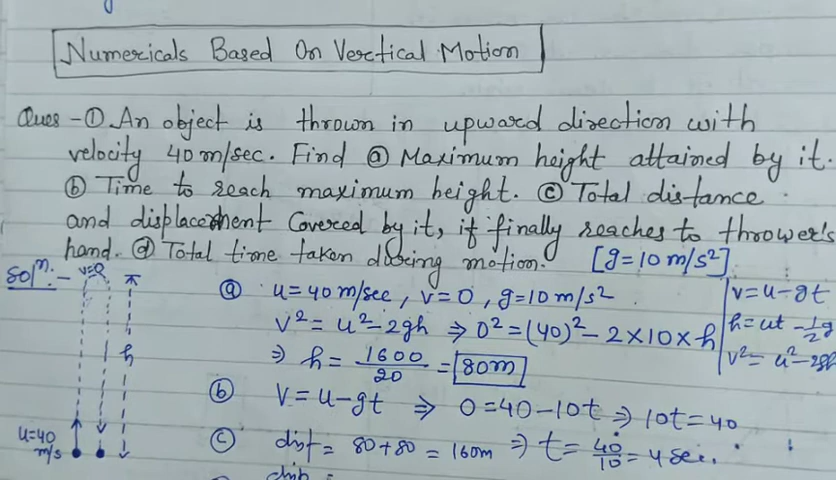 Numericals Based On Vertical Motion
Ques - ① An object is thrown in upward direction with
velocity 40 m/sec. Find ⓐ Maximum height attained by it.
ⓑ Time to reach maximum height. ⓒ Total distance
and displacement Covered by it, if finally reaches to thrower's
hand. ⓓ Total time taken during motion. [g=10 m/s²]
Solⁿ:- v=0
ⓐ u=40 m/sec, v=0, g=10 m/s²
v=u-gt
V²=u²-2gh ⇒ 0²=(40)²-2×10×h
h=ut-½g
⇒ h=1600/20=80m
v²=u²-2gh
h
ⓑ V=u-gt ⇒ 0=40-10t ⇒ 10t=40
u=40
m/s
ⓒ dist=80+80=160m ⇒ t=40/10=4 sec.